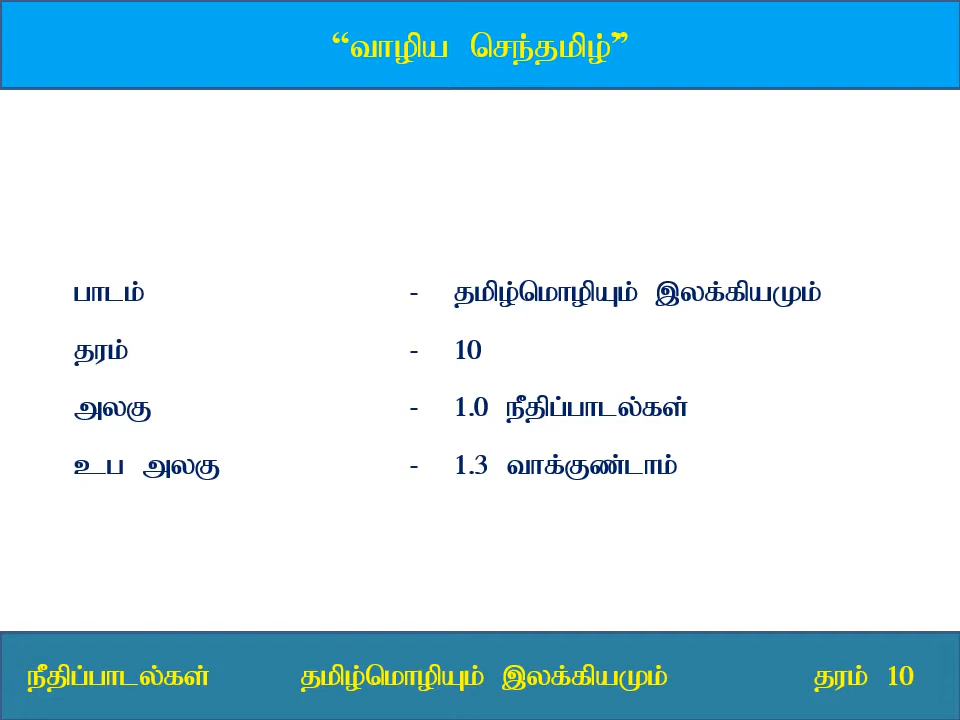 “வாழிய செந்தமிழ்”
பாடம் - தமிழ்மொழியும் இலக்கியமும்
தரம் - 10
அலகு - 1.0 நீதிப்பாடல்கள்
உப அலகு - 1.3 வாக்குண்டாம்
நீதிப்பாடல்கள் தமிழ்மொழியும் இலக்கியமும் தரம் 10